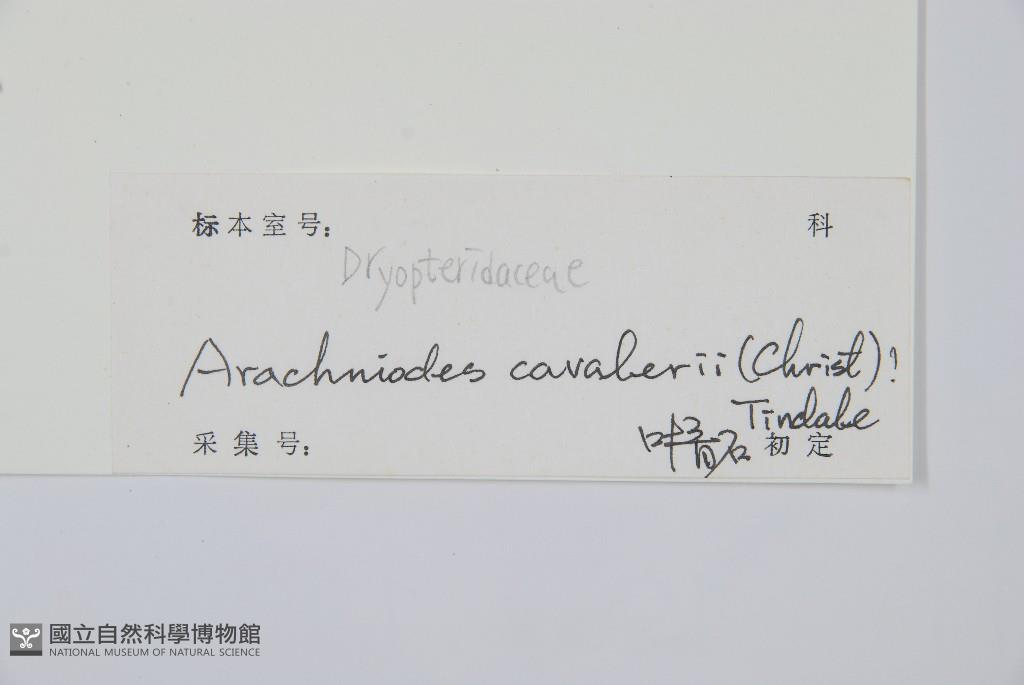 标本室号： 科
Dryopteridaceae
Arachniodes cavalerii (Christ)!
Tindale
采集号： 叶 初定
國立自然科學博物館
NATIONAL MUSEUM OF NATURAL SCIENCE